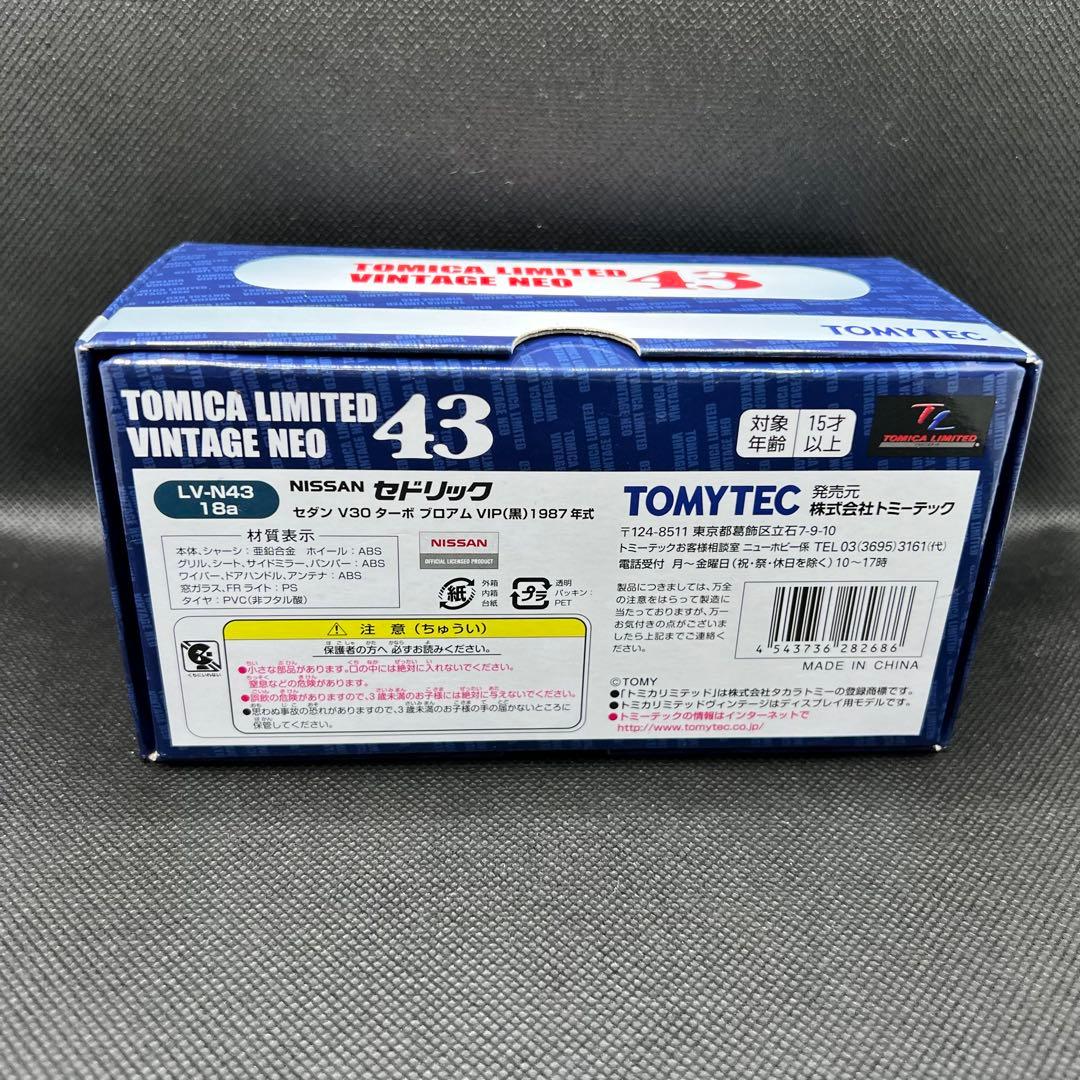 TOMICA LIMITED
VINTAGE NEO 43
TOMYTEC
TOMICA LIMITED
VINTAGE NEO 43
対象年齢 15才以上
TL
TOMICA LIMITED
LV-N43
18a
NISSAN セドリック
セダン V30 ターボ ブロアム VIP(黒)1987年式
材質表示
本体、シャーシ:亜鉛合金 ホイール:ABS
グリル、シート、サイドミラー、バンパー:ABS
ワイパー、ドアハンドル、アンテナ:ABS
窓ガラス、FRライト:PS
タイヤ:PVC(非フタル酸)
NISSAN
OFFICIAL LICENSED PRODUCT
紙
外箱
内箱
台紙
プラ
透明
パッキン:
PET
くちにいれない
注意(ちゅうい)
保護者の方へ 必ずお読みください。
●小さな部品があります。口の中には絶対に入れないでください。
窒息などの危険があります。
●誤飲の危険がありますので、3歳未満のお子様には絶対に与えないでください。
●思わぬ事故の恐れがありますので、3歳未満のお子様の手の届かないところに
保管してください。
TOMYTEC 発売元
株式会社トミーテック
〒124-8511 東京都葛飾区立石7-9-10
トミーテックお客様相談室 ニューホビー係 TEL 03(3695)3161(代)
電話受付 月〜金曜日(祝・祭・休日を除く)10〜17時
製品につきましては、万全
の注意をはらって製造に
当たっておりますが、万一
お気付きの点がございま
したら上記までご連絡く
ださい。
4 543736 282686
MADE IN CHINA
©TOMY
●「トミカリミテッド」は株式会社タカラトミーの登録商標です。
●トミカリミテッドヴィンテージはディスプレイ用モデルです。
●トミーテックの情報はインターネットで
http://www.tomytec.co.jp/